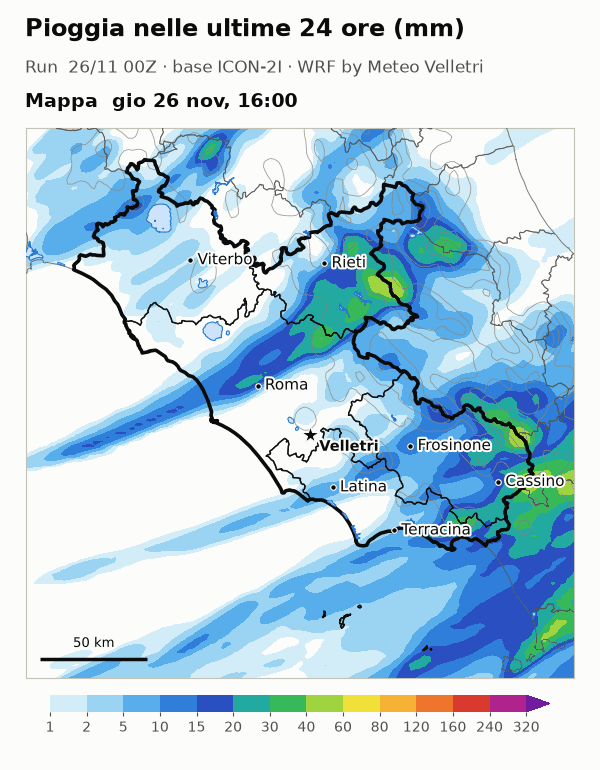 Pioggia nelle ultime 24 ore (mm)
Run  26/11 00Z · base ICON-2I · WRF by Meteo Velletri
Mappa  gio 26 nov, 16:00
Viterbo
Rieti
Roma
Velletri
Frosinone
Latina
Cassino
Terracina
50 km
1 2 5 10 15 20 30 40 60 80 120 160 240 320